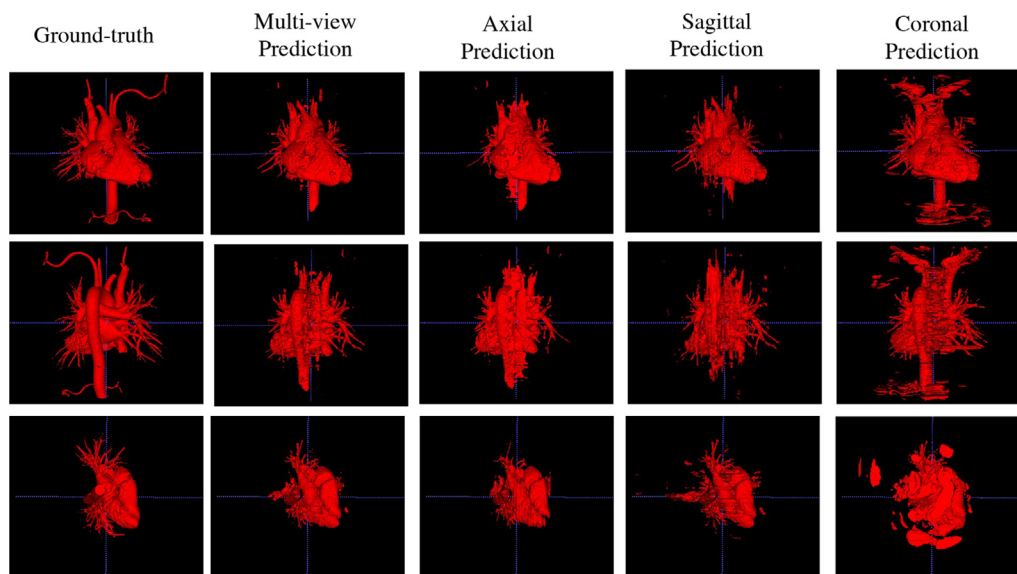 Ground-truth
Multi-view
Prediction
Axial
Prediction
Sagittal
Prediction
Coronal
Prediction